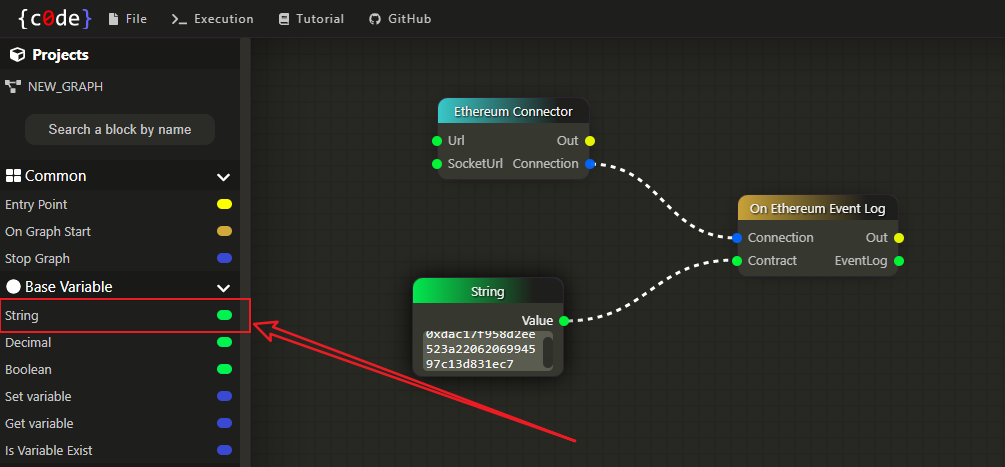 {c0de} File Execution Tutorial GitHub
Projects
NEW_GRAPH
Search a block by name
Common
Entry Point
On Graph Start
Stop Graph
Base Variable
String
Decimal
Boolean
Set variable
Get variable
Is Variable Exist
Ethereum Connector
Url Out
SocketUrl Connection
On Ethereum Event Log
Connection Out
Contract EventLog
String
Value
0xdac17f958d2ee
523a22062069945
97c13d831ec7